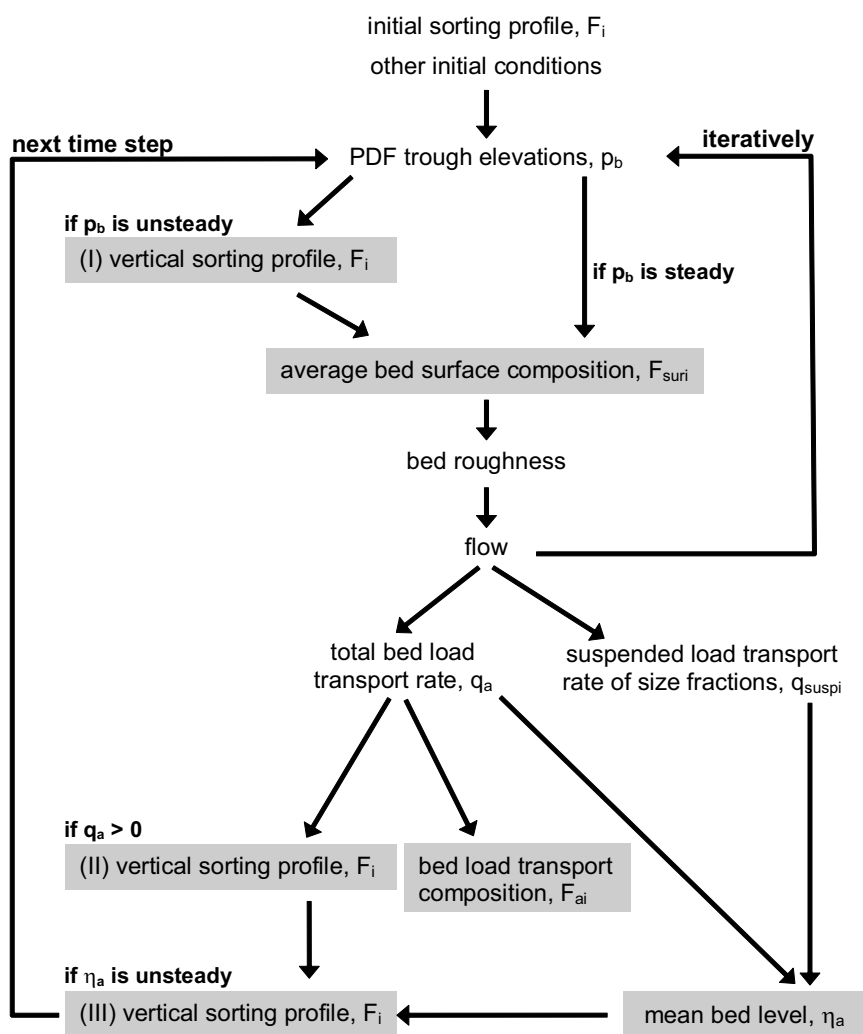 initial sorting profile, Fi
other initial conditions
next time step
iteratively
PDF trough elevations, pb
if pb is unsteady
(I) vertical sorting profile, Fi
if pb is steady
average bed surface composition, Fsuri
bed roughness
flow
total bed load
transport rate, qa
suspended load transport
rate of size fractions, qsuspi
if qa > 0
(II) vertical sorting profile, Fi
bed load transport
composition, Fai
if ηa is unsteady
(III) vertical sorting profile, Fi
mean bed level, ηa